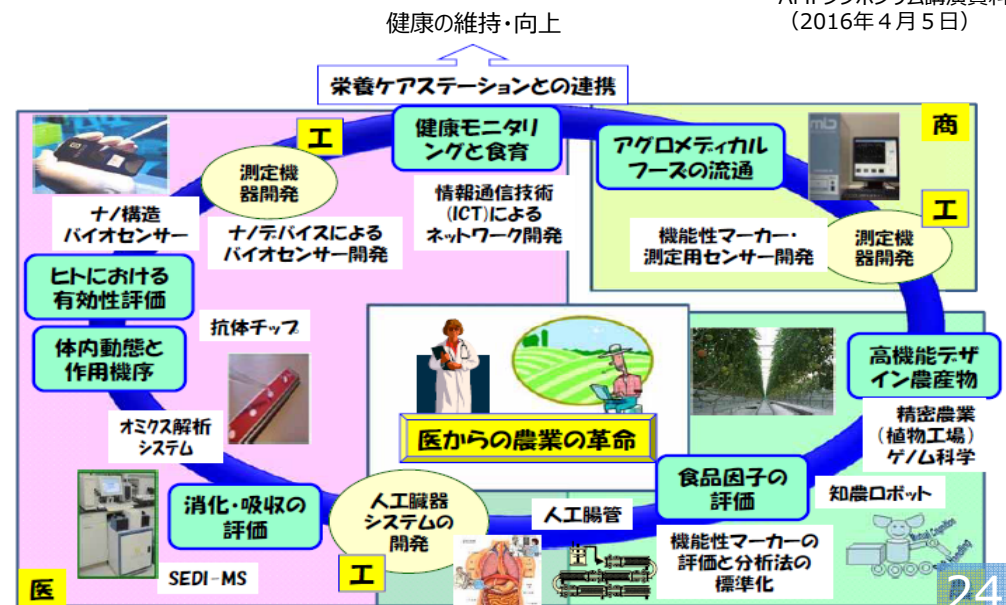 （2016年４月５日）
健康の維持・向上
栄養ケアステーションとの連携
工
商
健康モニタリ
ングと食育
アグロメディカル
フーズの流通
測定機
器開発
情報通信技術
(ICT)による
ネットワーク開発
工
ナノ構造
バイオセンサー
ナノデバイスによる
バイオセンサー開発
機能性マーカー・
測定用センサー開発
測定機
器開発
ヒトにおける
有効性評価
抗体チップ
体内動態と
作用機序
高機能デザ
イン農産物
オミクス解析
システム
医からの農業の革命
精密農業
(植物工場)
ゲノム科学
消化・吸収の
評価
人工臓器
システムの
開発
人工腸管
食品因子の
評価
知農ロボット
機能性マーカーの
評価と分析法の
標準化
SEDI-MS
工
医
24